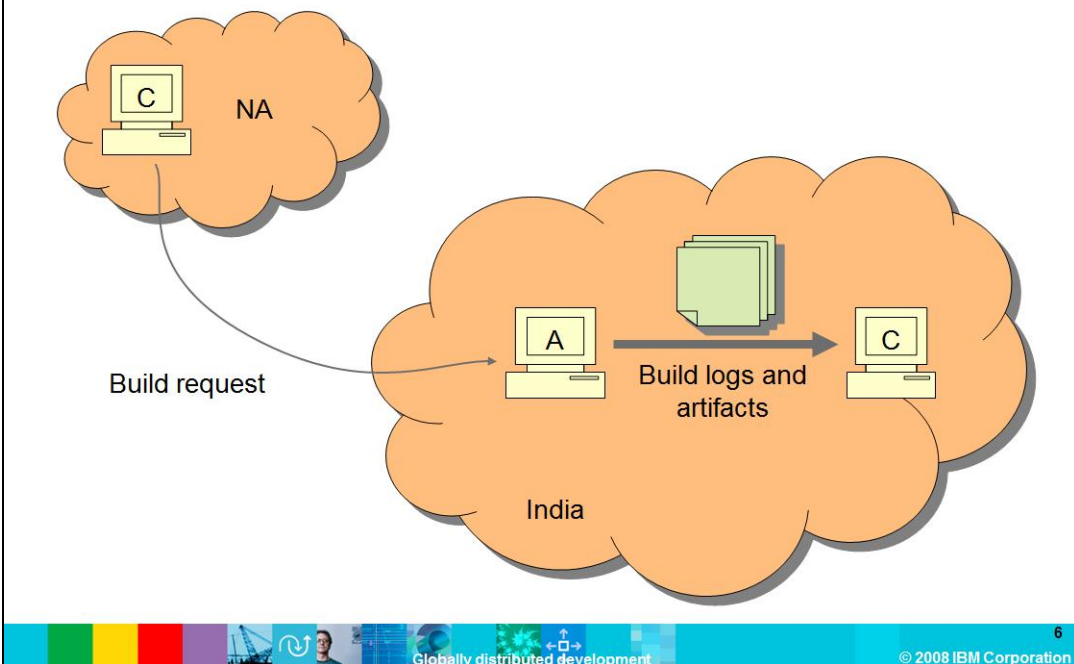 C
NA
A
C
Build request
Build logs and
artifacts
India
6
Globally distributed development
© 2008 IBM Corporation